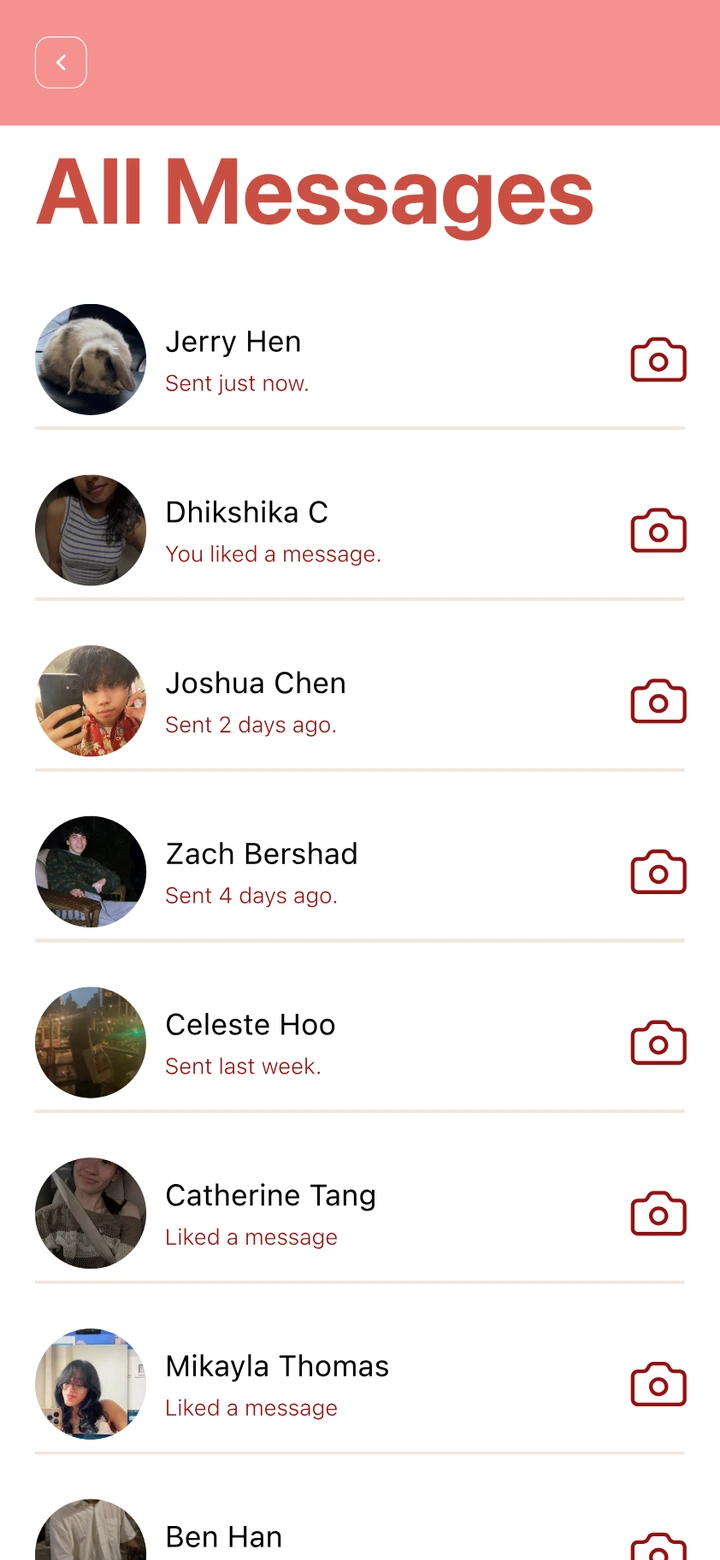 All Messages
Jerry Hen
Sent just now.
Dhikshika C
You liked a message.
Joshua Chen
Sent 2 days ago.
Zach Bershad
Sent 4 days ago.
Celeste Hoo
Sent last week.
Catherine Tang
Liked a message
Mikayla Thomas
Liked a message
Ben Han